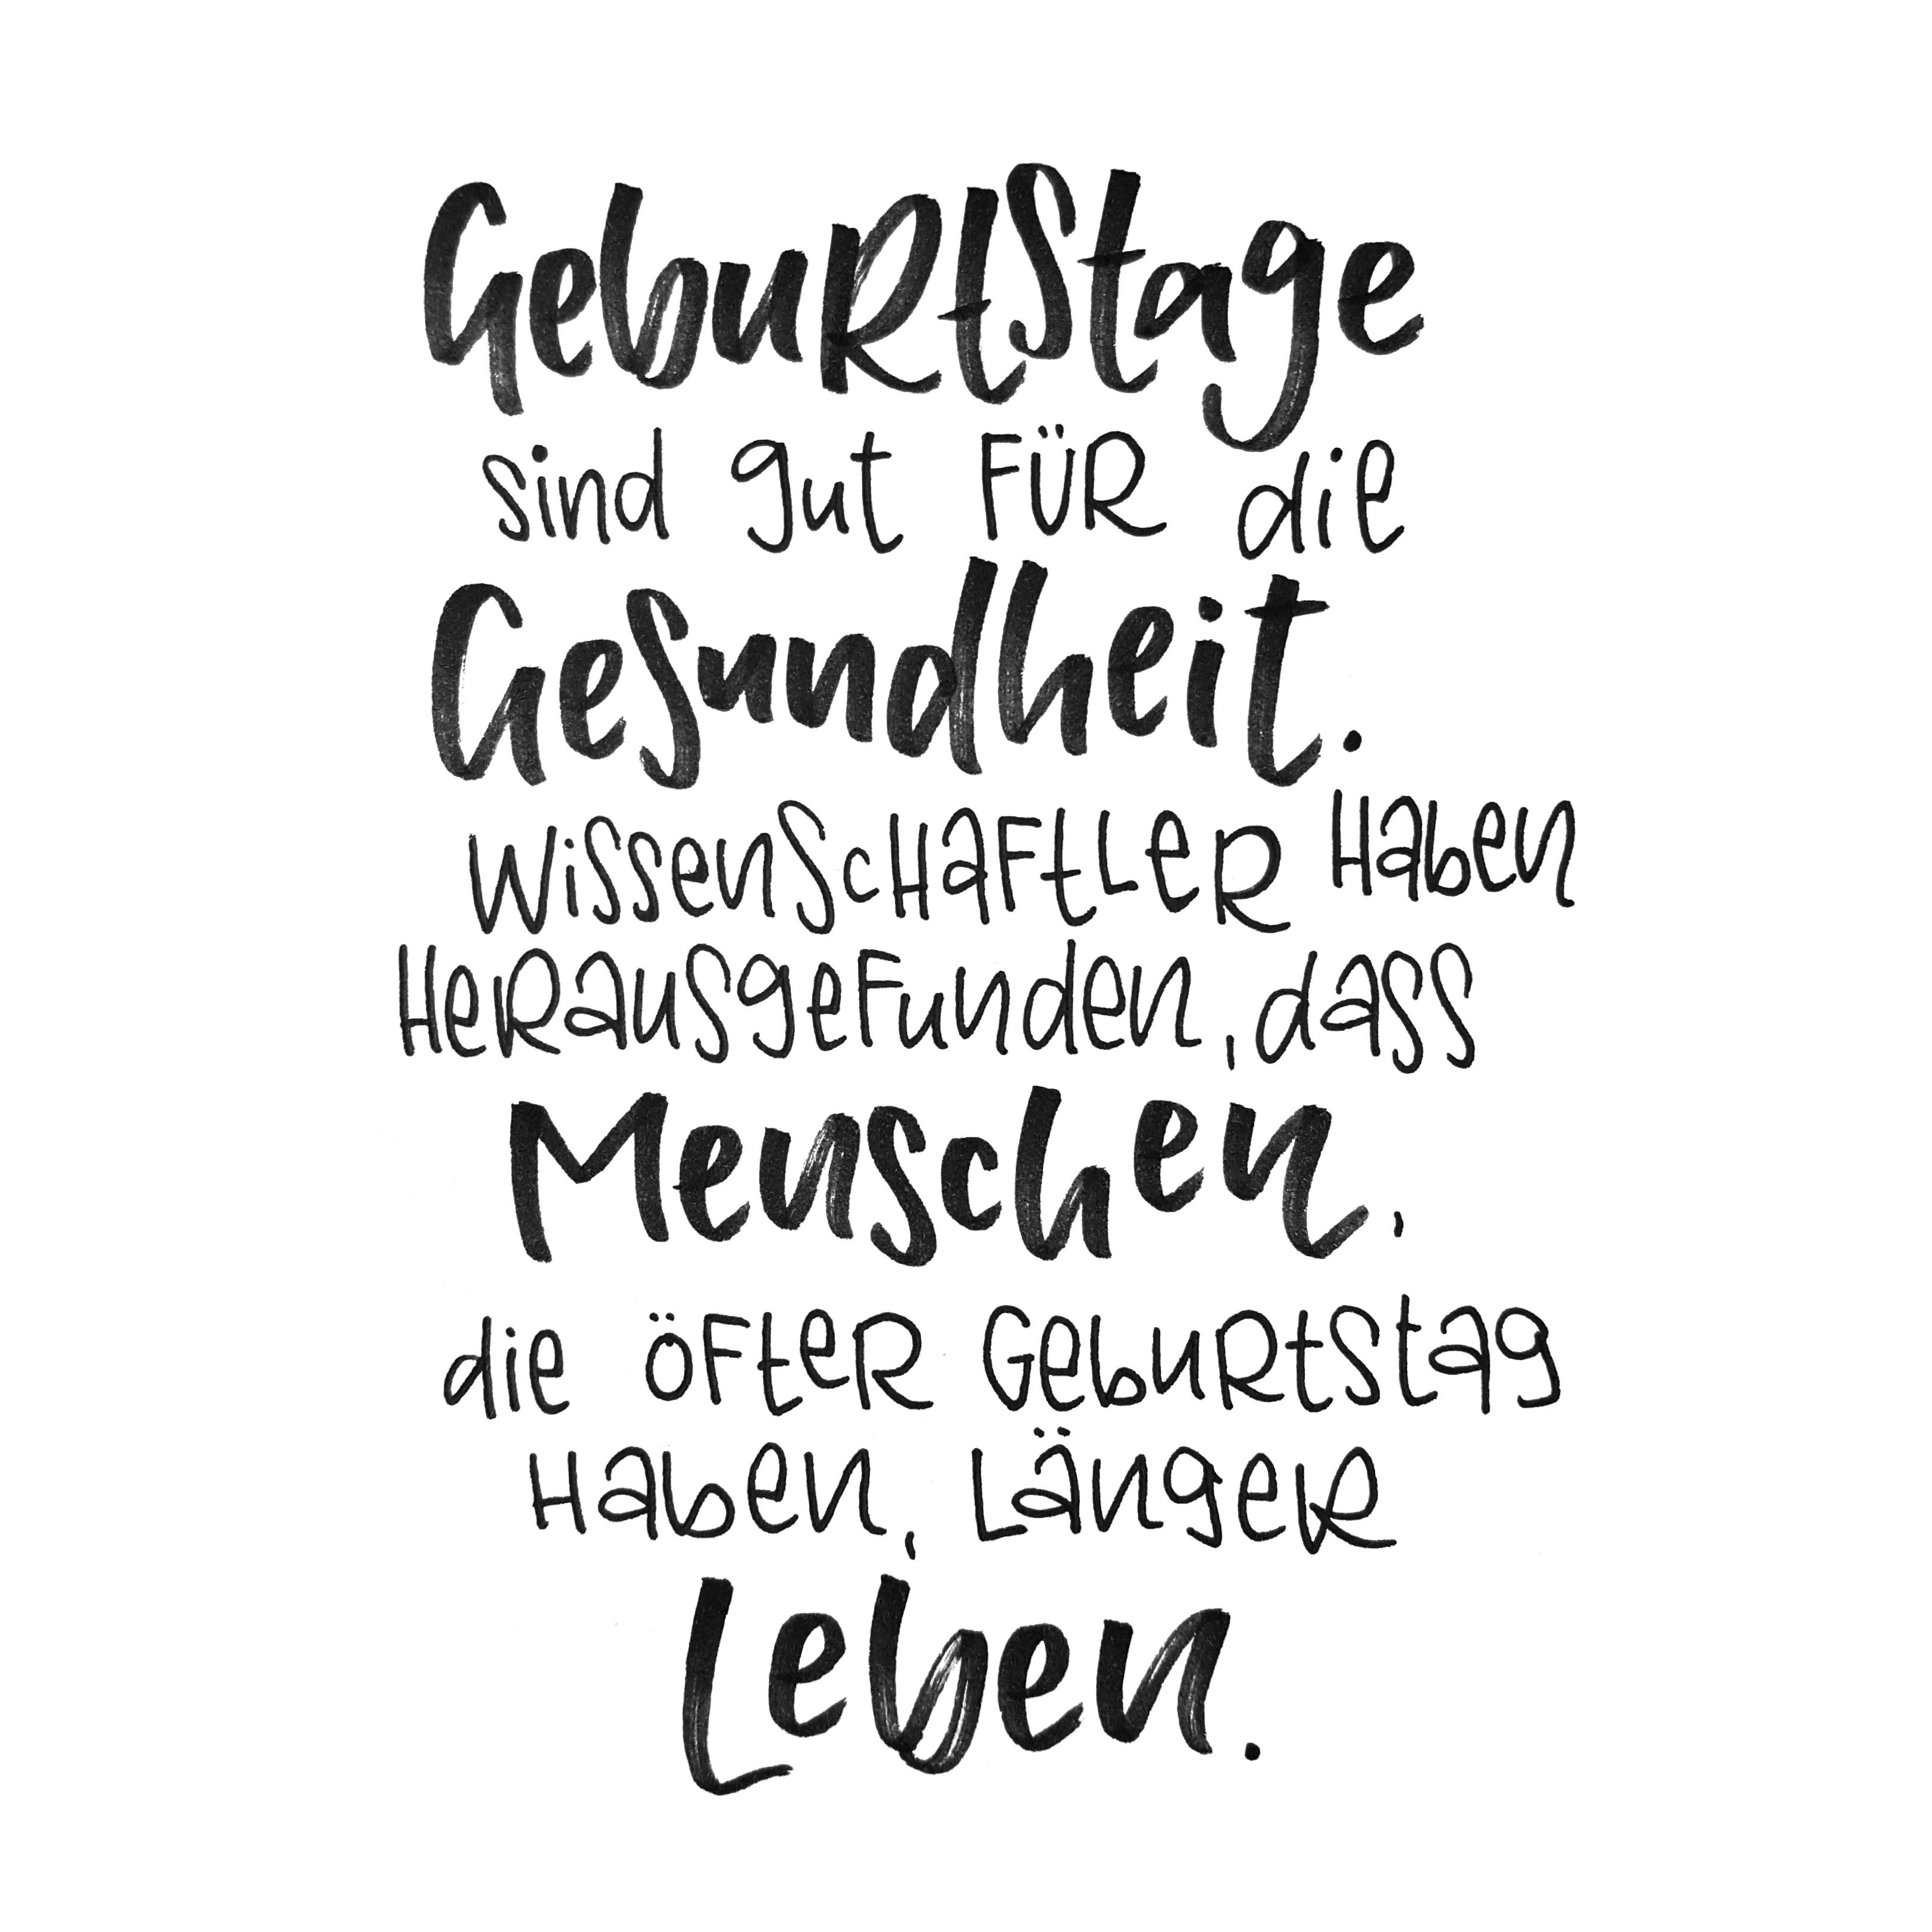 Geburtstage
sind gut für die
Gesundheit.
Wissenschaftler haben
herausgefunden, dass
Menschen,
die öfter Geburtstag
haben, länger
Leben.